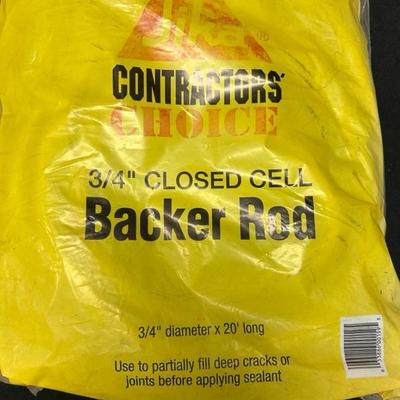 Sika®
CONTRACTORS'
CHOICE
3/4" CLOSED CELL
Backer Rod
3/4" diameter x 20' long
Use to partially fill deep cracks or
joints before applying sealant